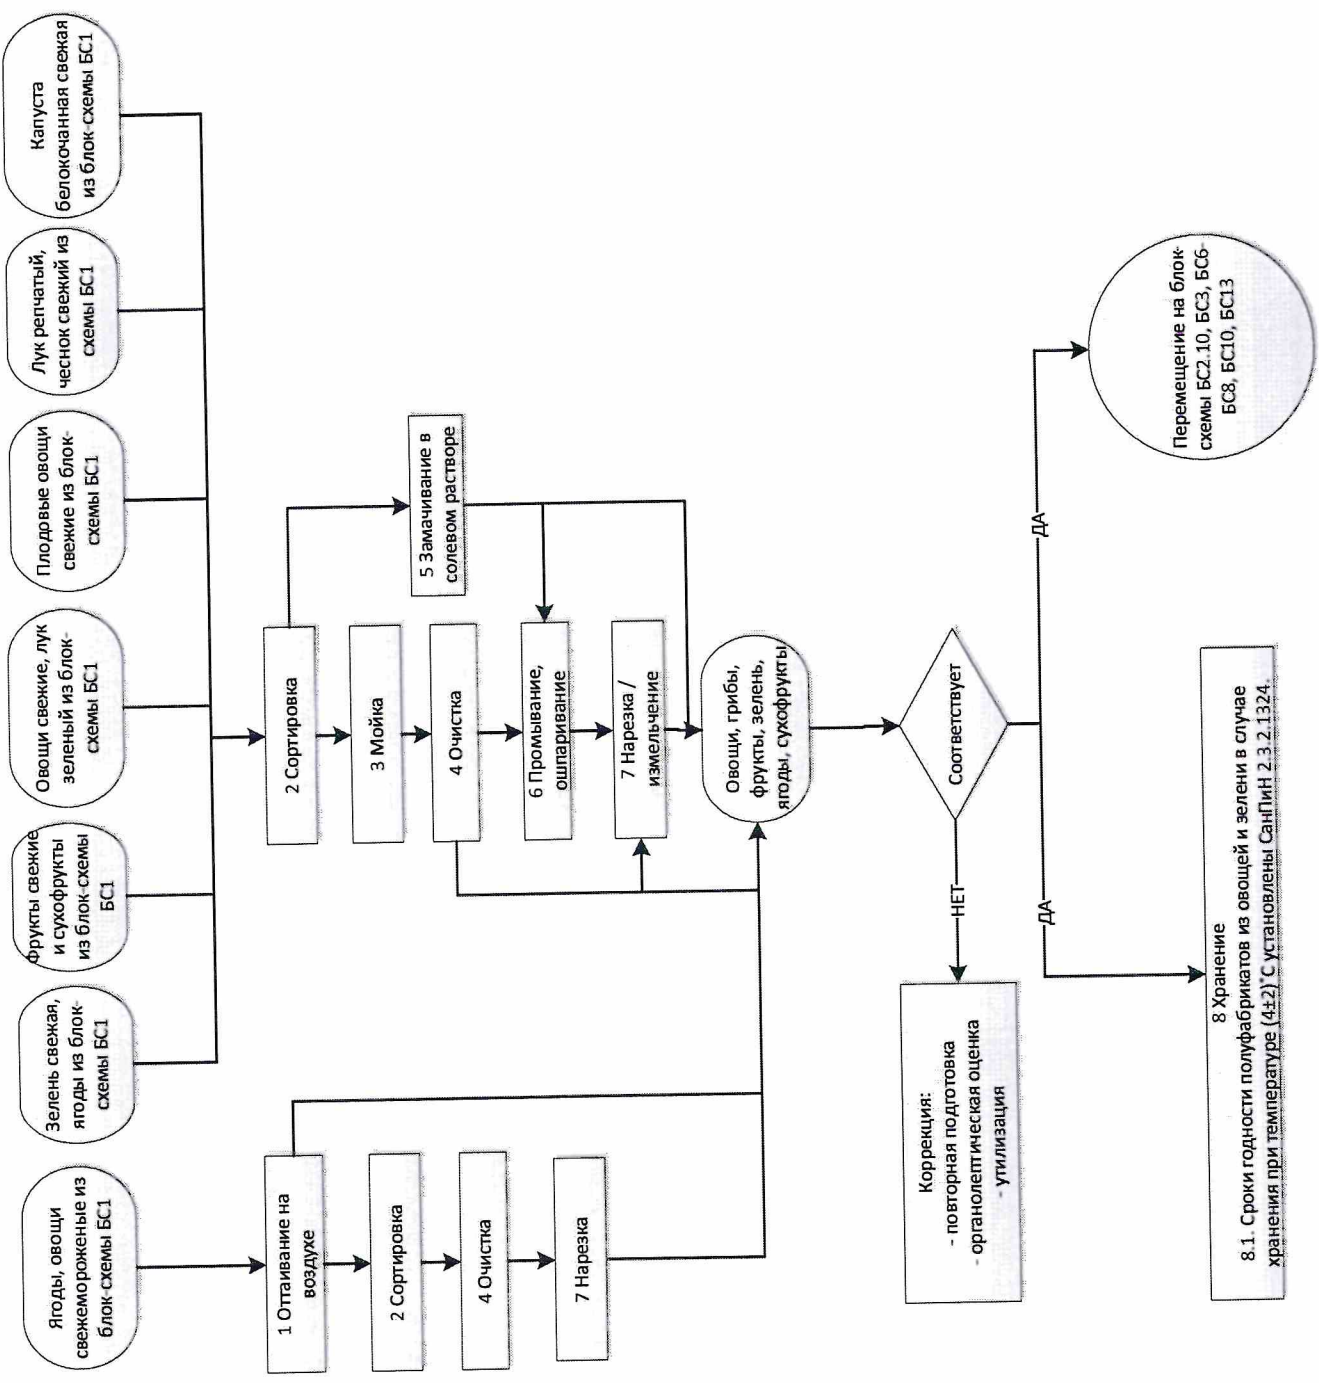 Ягоды, овощи
свежемороженые из
блок-схемы БС1
Зелень свежая,
ягоды из блок-
схемы БС1
Фрукты свежие
и сухофрукты
из блок-схемы
БС1
Овощи свежие, лук
зеленый из блок-
схемы БС1
Плодовые овощи
свежие из блок-
схемы БС1
Лук репчатый,
чеснок свежий из
схемы БС1
Капуста
белокочанная свежая
из блок-схемы БС1
1 Оттаивание на
воздухе
2 Сортировка
4 Очистка
7 Нарезка
2 Сортировка
3 Мойка
4 Очистка
5 Замачивание в
солевом растворе
6 Промывание,
ошпаривание
7 Нарезка /
измельчение
Овощи, грибы,
фрукты, зелень,
ягоды, сухофрукты
Соответствует
НЕТ
ДА
ДА
Коррекция:
- повторная подготовка
- органолептическая оценка
- утилизация
Перемещение на блок-
схемы БС2.10, БС3, БС6-
БС8, БС10, БС13
8 Хранение
8.1. Сроки годности полуфабрикатов из овощей и зелени в случае
хранения при температуре (4±2)˚С установлены СанПиН 2.3.2.1324.